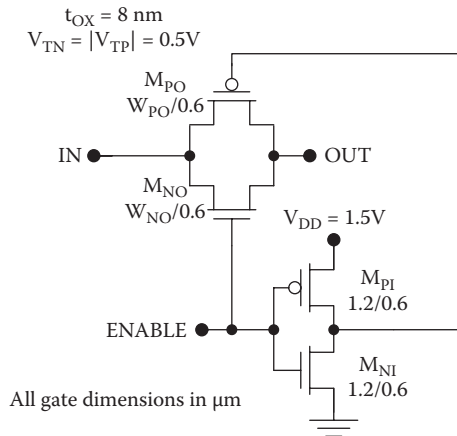 t_OX = 8 nm
V_TN = |V_TP| = 0.5V
M_PO
W_PO/0.6
IN
OUT
M_NO
W_NO/0.6
V_DD = 1.5V
M_PI
1.2/0.6
ENABLE
M_NI
1.2/0.6
All gate dimensions in μm